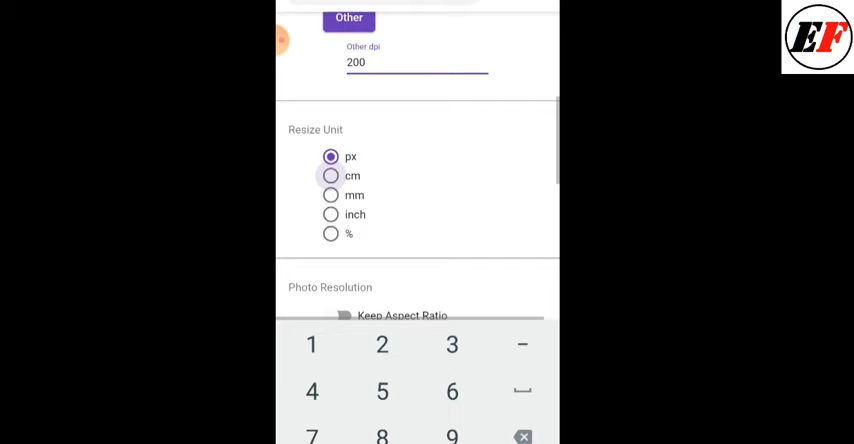 EF
Other
Other dpi
200
Resize Unit
px
cm
mm
inch
%
Photo Resolution
Keep Aspect Ratio
1 2 3 -
4 5 6
7 8 9